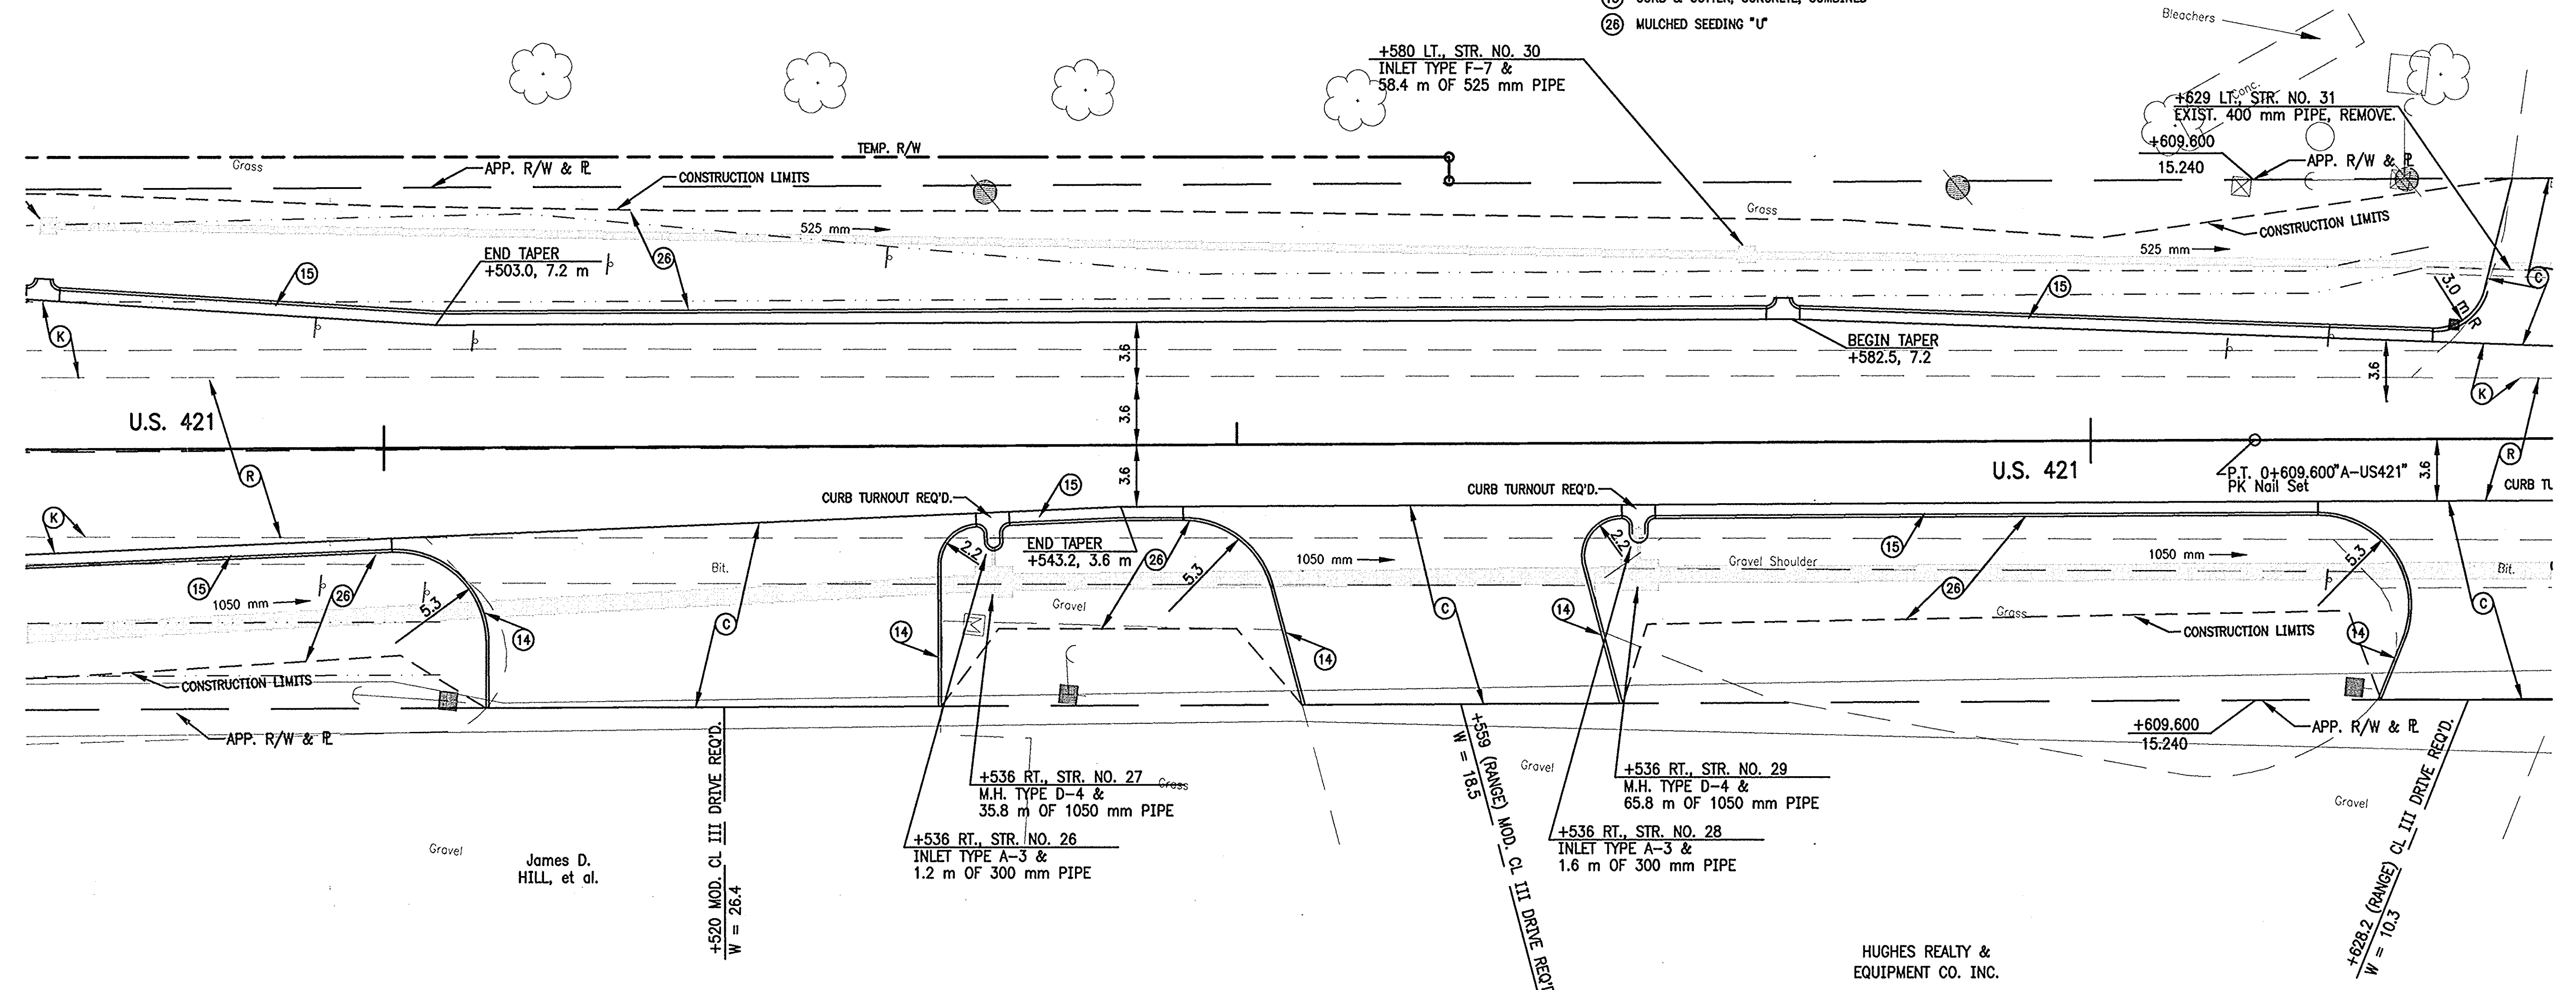 26 MULCHED SEEDING "U"
Bleachers
+580 LT., STR. NO. 30
INLET TYPE F-7 &
58.4 m OF 525 mm PIPE
Conc.
+629 LT., STR. NO. 31
EXIST. 400 mm PIPE, REMOVE.
+609.600
15.240
APP. R/W & PL
TEMP. R/W
Grass
APP. R/W & PL
CONSTRUCTION LIMITS
Grass
CONSTRUCTION LIMITS
525 mm
525 mm
END TAPER
+503.0, 7.2 m
15
26
15
C
3.0 m R
K
BEGIN TAPER
+582.5, 7.2
3.6
3.6
3.6
3.6
3.6
K
U.S. 421
U.S. 421
P.T. 0+609.600"A-US421"
PK Nail Set
R
R
CURB TURNOUT REQ'D.
15
CURB TURNOUT REQ'D.
CURB TU
K
END TAPER
+543.2, 3.6 m
2.2
26
5.3
1050 mm
2.2
15
Gravel Shoulder
1050 mm
5.3
Bit.
Bit.
15
1050 mm
26
5.3
14
C
14
Gravel
14
C
14
26
Grass
CONSTRUCTION LIMITS
14
C
CONSTRUCTION LIMITS
APP. R/W & PL
+609.600
15.240
APP. R/W & PL
+520 MOD. CL III DRIVE REQ'D.
W = 26.4
+536 RT., STR. NO. 27
M.H. TYPE D-4 &
35.8 m OF 1050 mm PIPE
Grass
+536 RT., STR. NO. 26
INLET TYPE A-3 &
1.2 m OF 300 mm PIPE
+559 (RANGE) MOD. CL III DRIVE REQ'D
W = 18.5
Gravel
+536 RT., STR. NO. 29
M.H. TYPE D-4 &
65.8 m OF 1050 mm PIPE
+536 RT., STR. NO. 28
INLET TYPE A-3 &
1.6 m OF 300 mm PIPE
Gravel
+628.2 (RANGE) CL III DRIVE REQ'D.
W = 10.3
Gravel
James D.
HILL, et al.
HUGHES REALTY &
EQUIPMENT CO. INC.